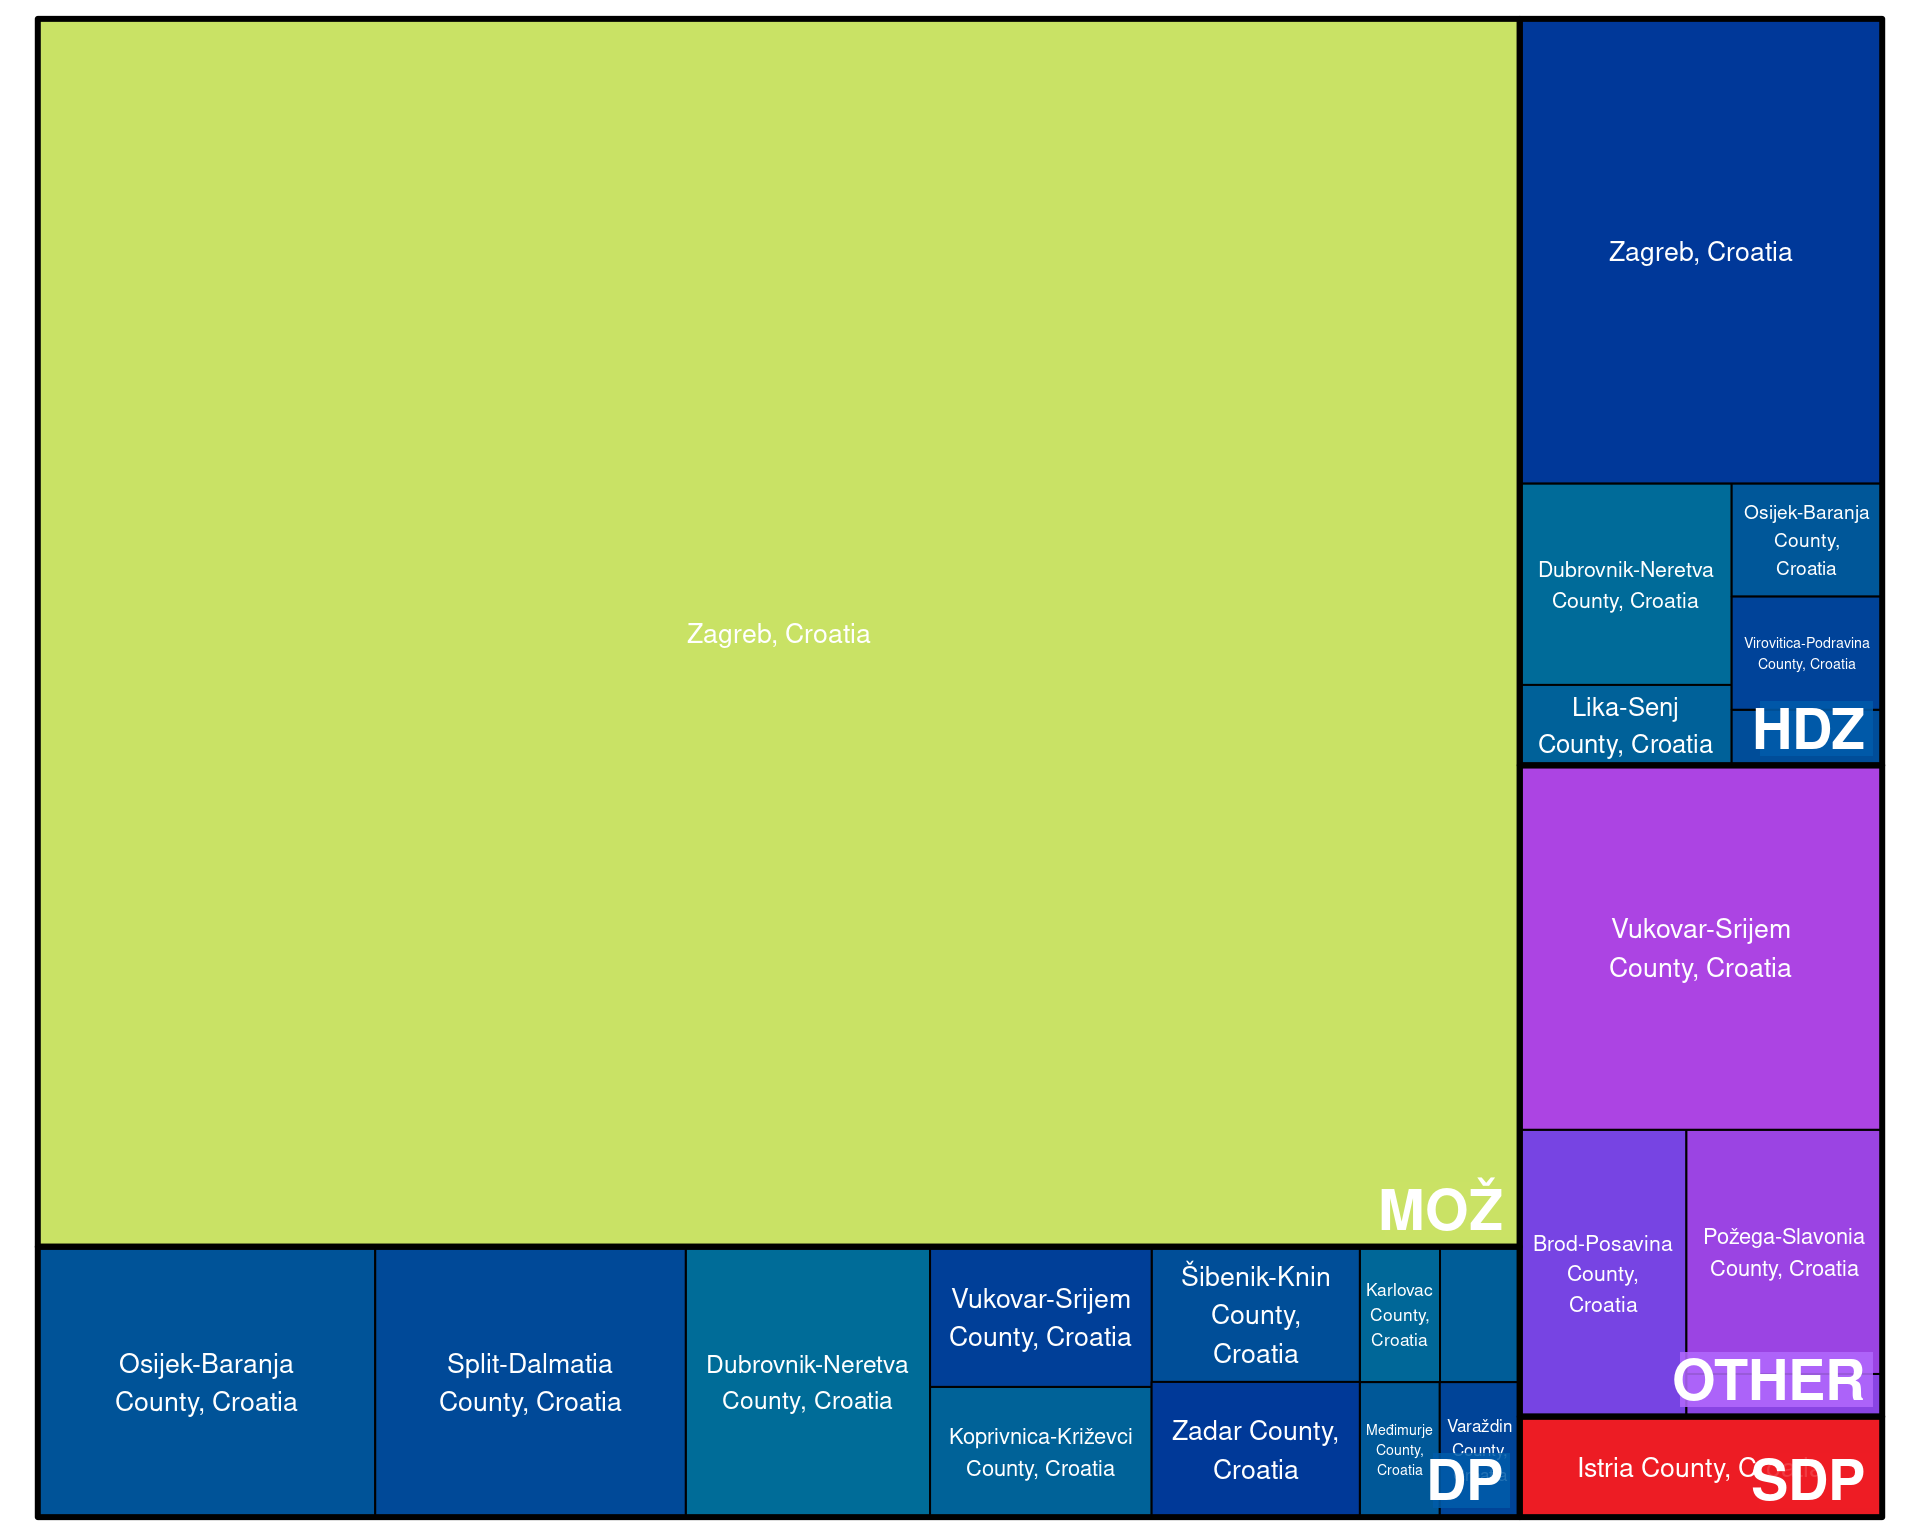 Zagreb, Croatia
MOŽ
Zagreb, Croatia
Dubrovnik-Neretva
County, Croatia
Osijek-Baranja
County,
Croatia
Virovitica-Podravina
County, Croatia
Lika-Senj
County, Croatia
HDZ
Vukovar-Srijem
County, Croatia
Brod-Posavina
County,
Croatia
Požega-Slavonia
County, Croatia
OTHER
Osijek-Baranja
County, Croatia
Split-Dalmatia
County, Croatia
Dubrovnik-Neretva
County, Croatia
Vukovar-Srijem
County, Croatia
Koprivnica-Križevci
County, Croatia
Šibenik-Knin
County,
Croatia
Zadar County,
Croatia
Karlovac
County,
Croatia
Međimurje
County,
Croatia
Varaždin
County,
DP
Istria County,
SDP